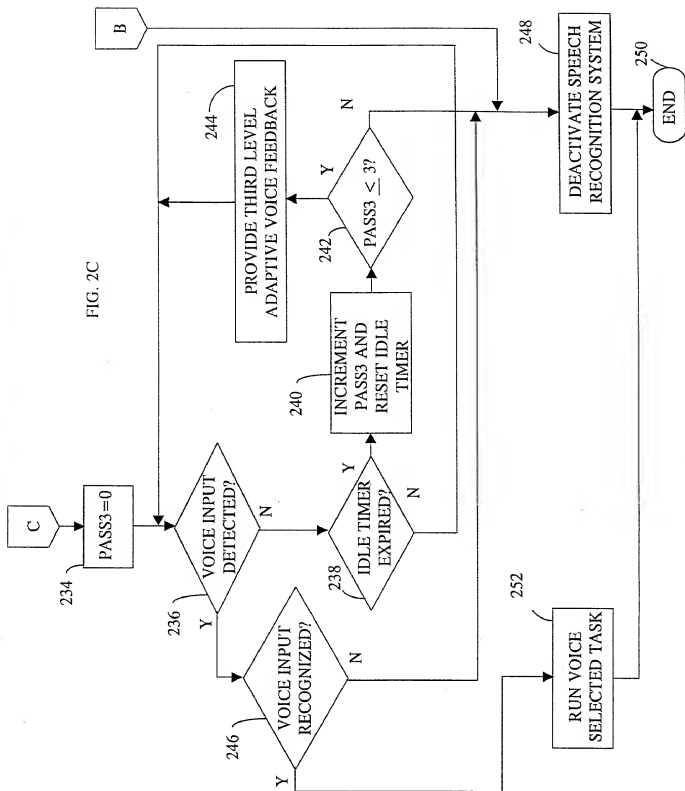 FIG. 2C
C
B
234
PASS3=0
236
VOICE INPUT
DETECTED?
Y
N
244
PROVIDE THIRD LEVEL
ADAPTIVE VOICE FEEDBACK
242
PASS3 ≤ 3?
Y
N
240
INCREMENT
PASS3 AND
RESET IDLE
TIMER
238
IDLE TIMER
EXPIRED?
Y
N
246
VOICE INPUT
RECOGNIZED?
Y
N
248
DEACTIVATE SPEECH
RECOGNITION SYSTEM
250
END
252
RUN VOICE
SELECTED TASK